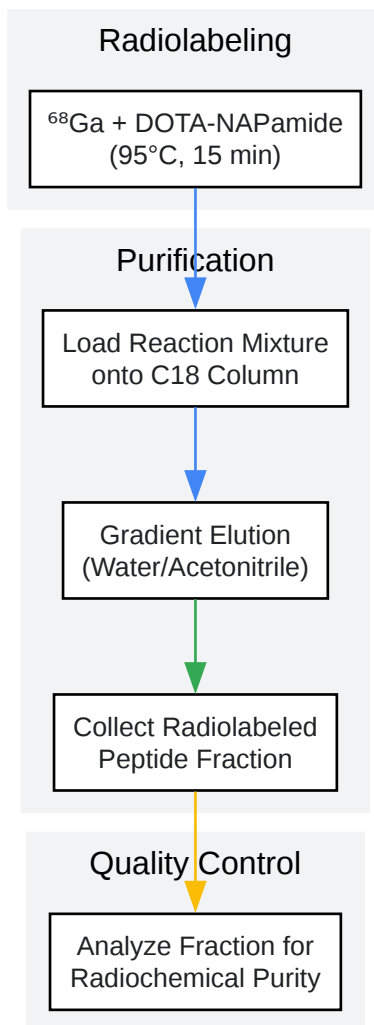 Radiolabeling
⁶⁸Ga + DOTA-NAPamide
(95°C, 15 min)
Purification
Load Reaction Mixture
onto C18 Column
Gradient Elution
(Water/Acetonitrile)
Collect Radiolabeled
Peptide Fraction
Quality Control
Analyze Fraction for
Radiochemical Purity